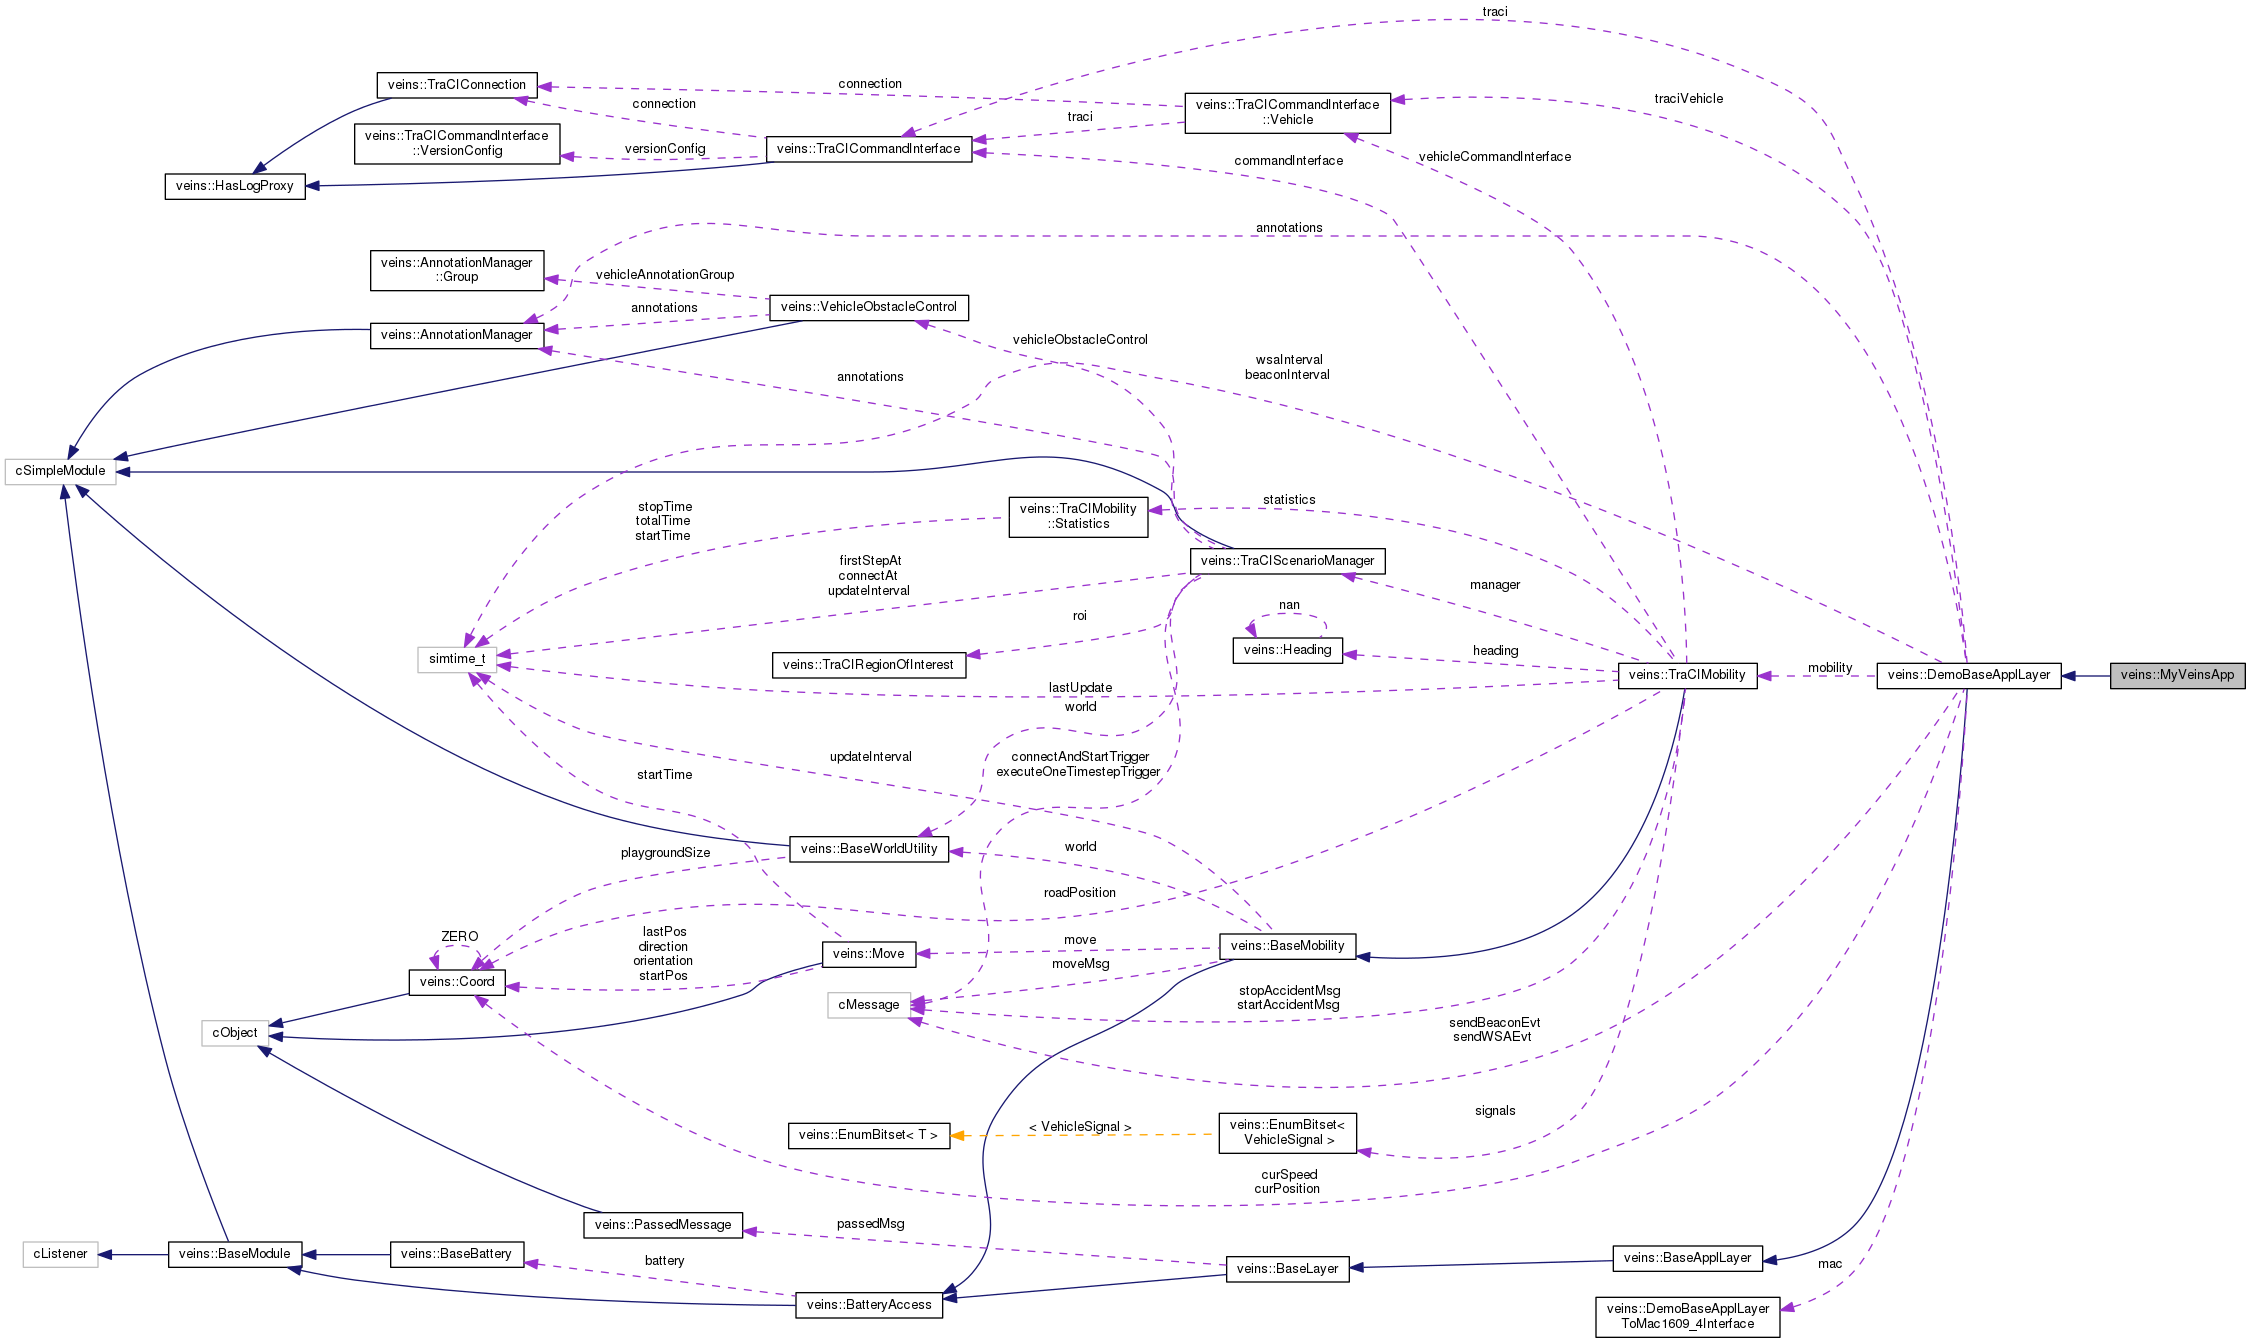 traci
veins::TraCIConnection
connection
connection
veins::TraCICommandInterface
::Vehicle
traciVehicle
traci
veins::TraCICommandInterface
::VersionConfig
versionConfig
veins::TraCICommandInterface
commandInterface
vehicleCommandInterface
veins::HasLogProxy
annotations
veins::AnnotationManager
::Group
vehicleAnnotationGroup
veins::VehicleObstacleControl
annotations
veins::AnnotationManager
vehicleObstacleControl
wsaInterval
beaconInterval
annotations
cSimpleModule
stopTime
totalTime
startTime
veins::TraCIMobility
::Statistics
statistics
firstStepAt
connectAt
updateInterval
veins::TraCIScenarioManager
manager
nan
roi
simtime_t
veins::TraCIRegionOfInterest
veins::Heading
heading
veins::TraCIMobility
mobility
veins::DemoBaseApplLayer
veins::MyVeinsApp
lastUpdate
world
updateInterval
connectAndStartTrigger
executeOneTimestepTrigger
startTime
playgroundSize
veins::BaseWorldUtility
world
roadPosition
ZERO
lastPos
direction
orientation
startPos
veins::Move
move
veins::BaseMobility
moveMsg
veins::Coord
cMessage
stopAccidentMsg
startAccidentMsg
cObject
sendBeaconEvt
sendWSAEvt
veins::EnumBitset< T >
< VehicleSignal >
veins::EnumBitset<
VehicleSignal >
signals
curSpeed
curPosition
veins::PassedMessage
passedMsg
cListener
veins::BaseModule
veins::BaseBattery
battery
veins::BaseLayer
veins::BaseApplLayer
mac
veins::BatteryAccess
veins::DemoBaseApplLayer
ToMac1609_4Interface